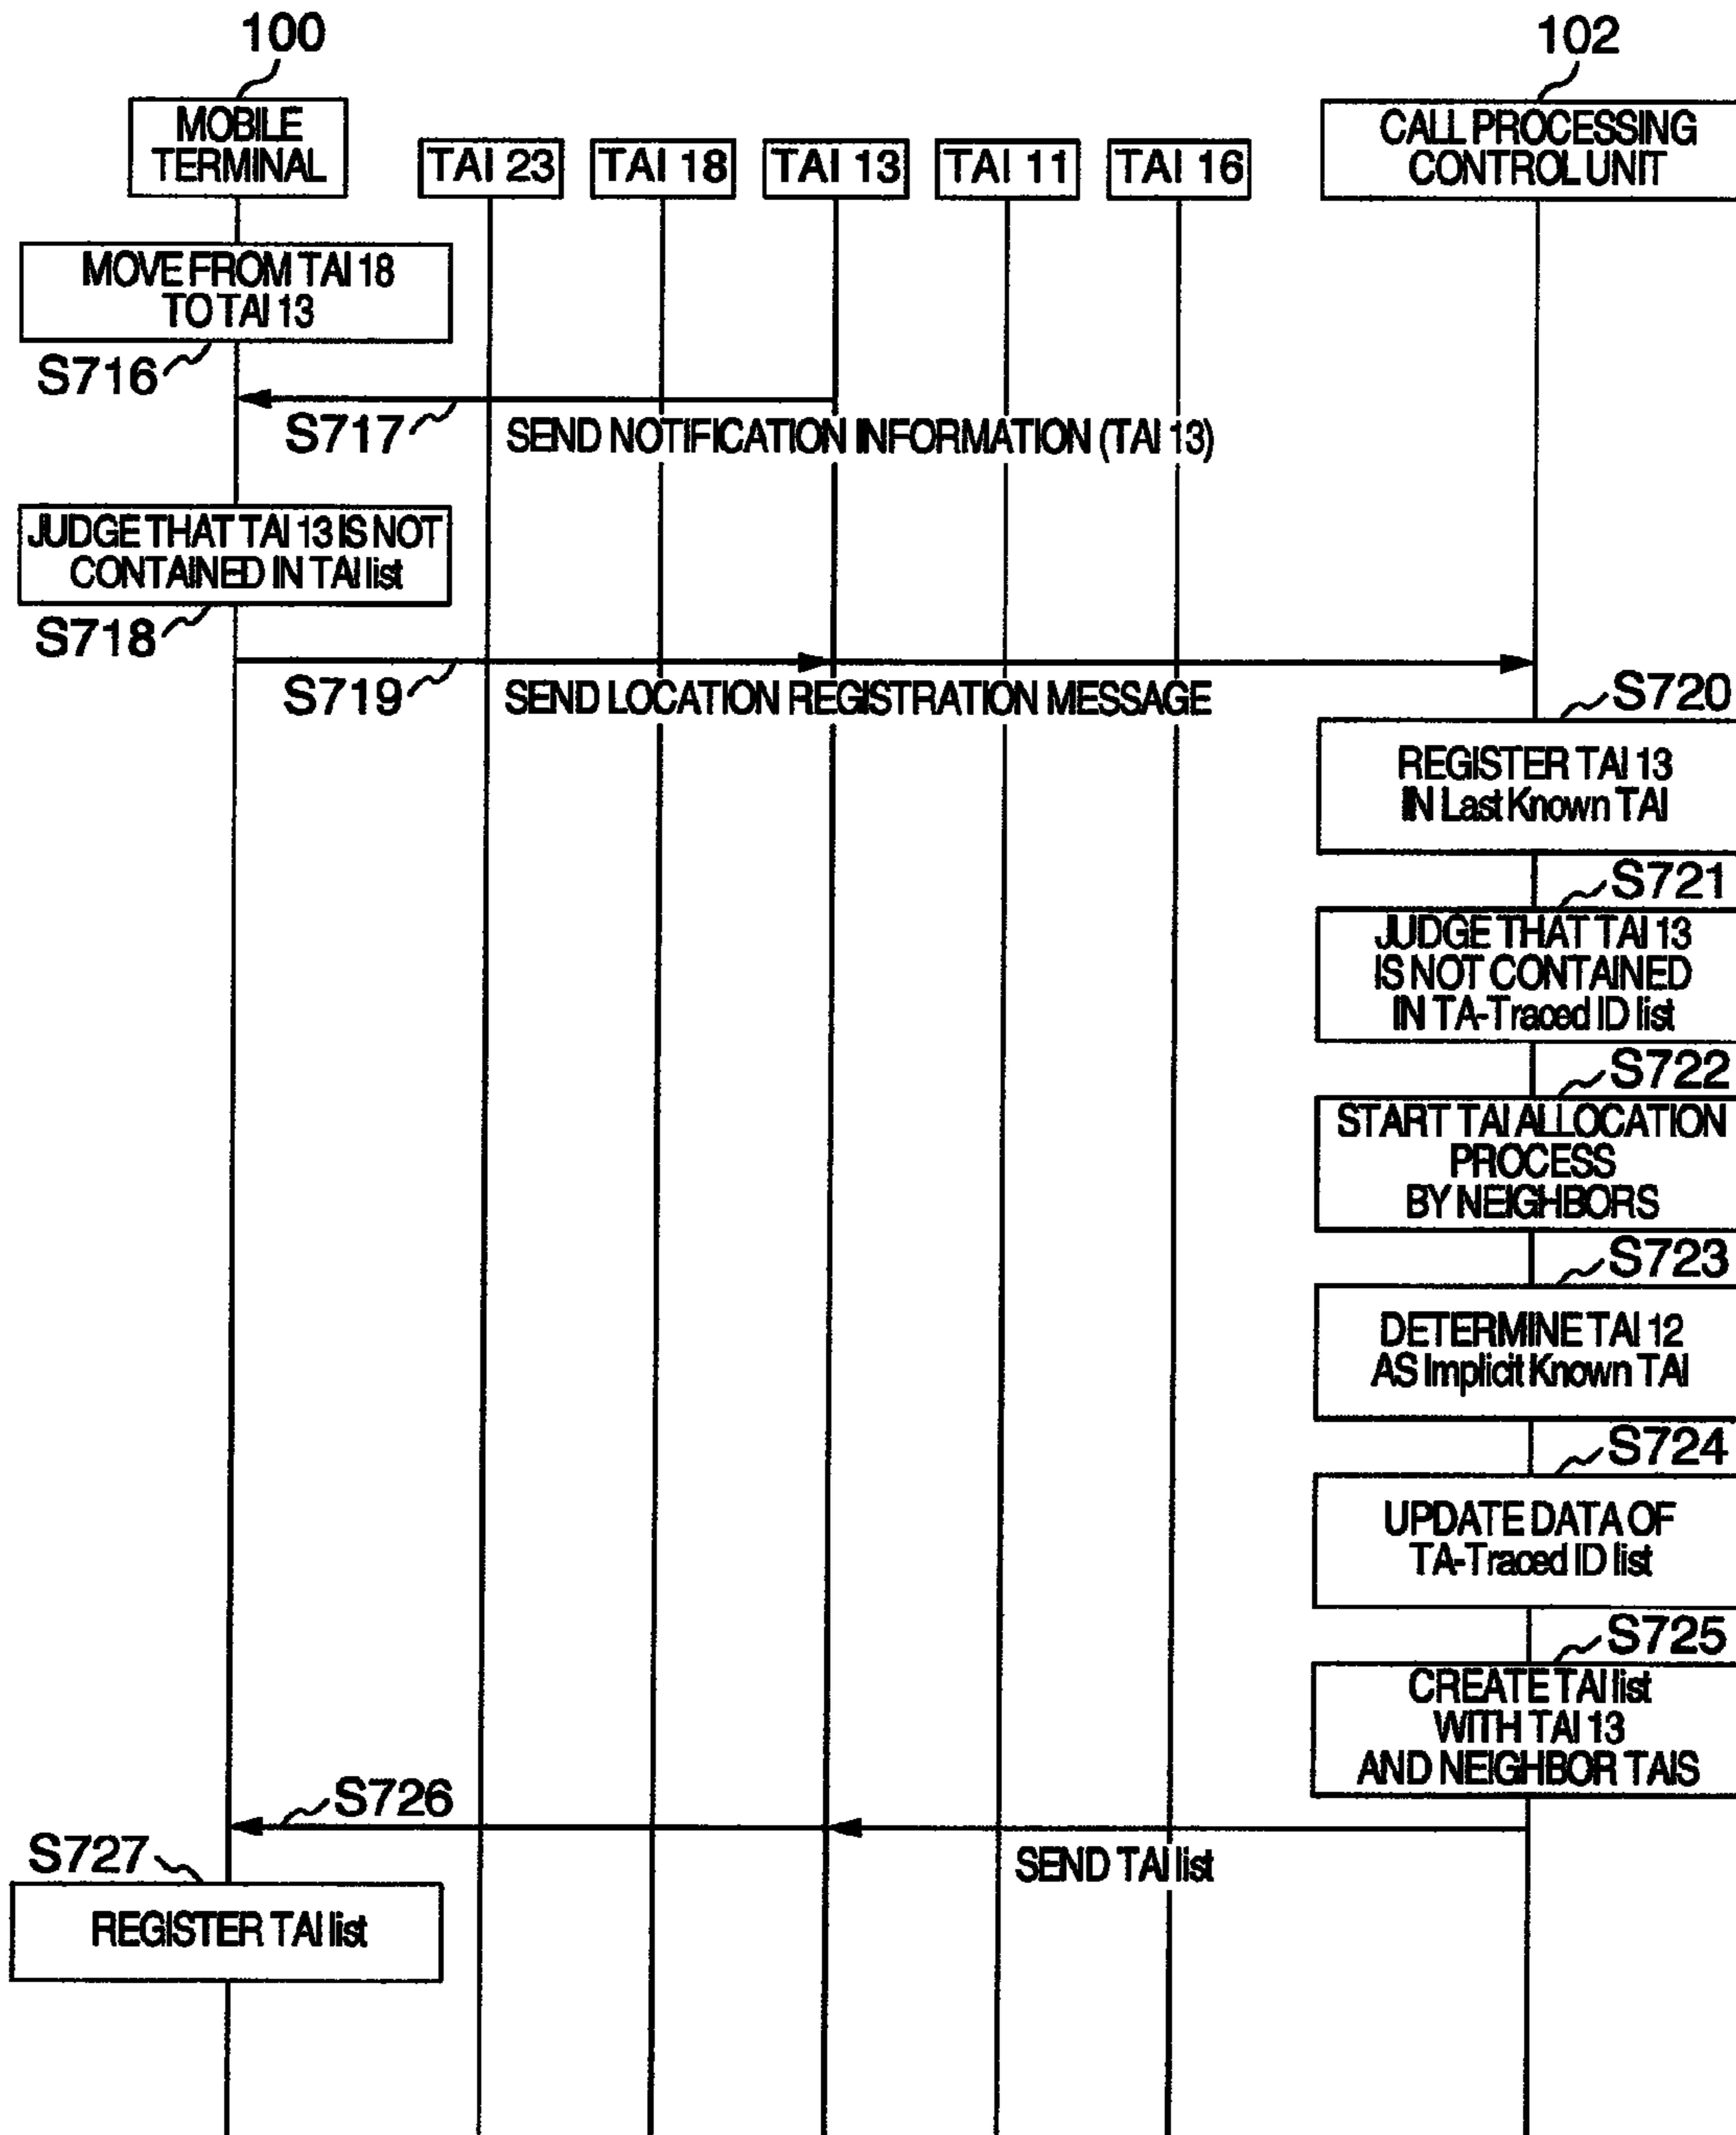 100
102
MOBILE
TERMINAL
TAI 23
TAI 18
TAI 13
TAI 11
TAI 16
CALL PROCESSING
CONTROL UNIT
MOVE FROM TAI 18
TO TAI 13
S716
S717
SEND NOTIFICATION INFORMATION (TAI 13)
JUDGE THAT TAI 13 IS NOT
CONTAINED IN TAI list
S718
S719
SEND LOCATION REGISTRATION MESSAGE
S720
REGISTER TAI 13
IN Last Known TAI
S721
JUDGE THAT TAI 13
IS NOT CONTAINED
IN TA-Traced ID list
S722
START TAI ALLOCATION
PROCESS
BY NEIGHBORS
S723
DETERMINE TAI 12
AS Implicit Known TAI
S724
UPDATE DATA OF
TA-Traced ID list
S725
CREATE TAI list
WITH TAI 13
AND NEIGHBOR TAIS
S726
SEND TAI list
S727
REGISTER TAI list